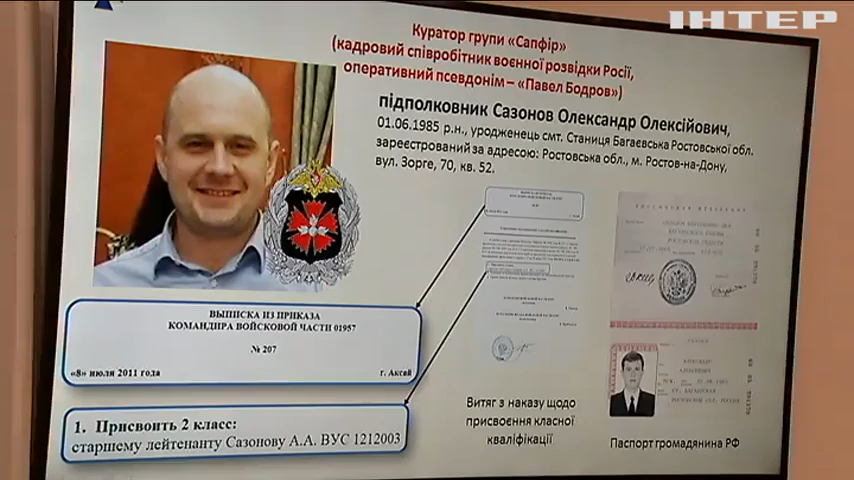 ІНТЕР
Куратор групи «Сапфір»
(кадровий співробітник воєнної розвідки Росії,
оперативний псевдонім – «Павел Бодров»)
підполковник Сазонов Олександр Олексійович,
01.06.1985 р.н., уродженець смт. Станиця Багаєвська Ростовської обл.
зареєстрований за адресою: Ростовська обл., м. Ростов-на-Дону,
вул. Зорге, 70, кв. 52.
ВЫПИСКА ИЗ ПРИКАЗА
КОМАНДИРА ВОЙСКОВОЙ ЧАСТИ 01957
№ 207
«8» июля 2011 года г. Аксай
1. Присвоить 2 класс:
старшему лейтенанту Сазонову А.А. ВУС 1212003
Витяг з наказу щодо
присвоєння класної
кваліфікації
Паспорт громадянина РФ